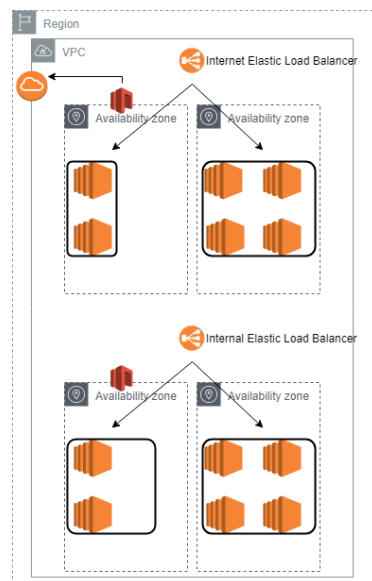 Region
VPC
Internet Elastic Load Balancer
Availability zone
Availability zone
Internal Elastic Load Balancer
Availability zone
Availability zone